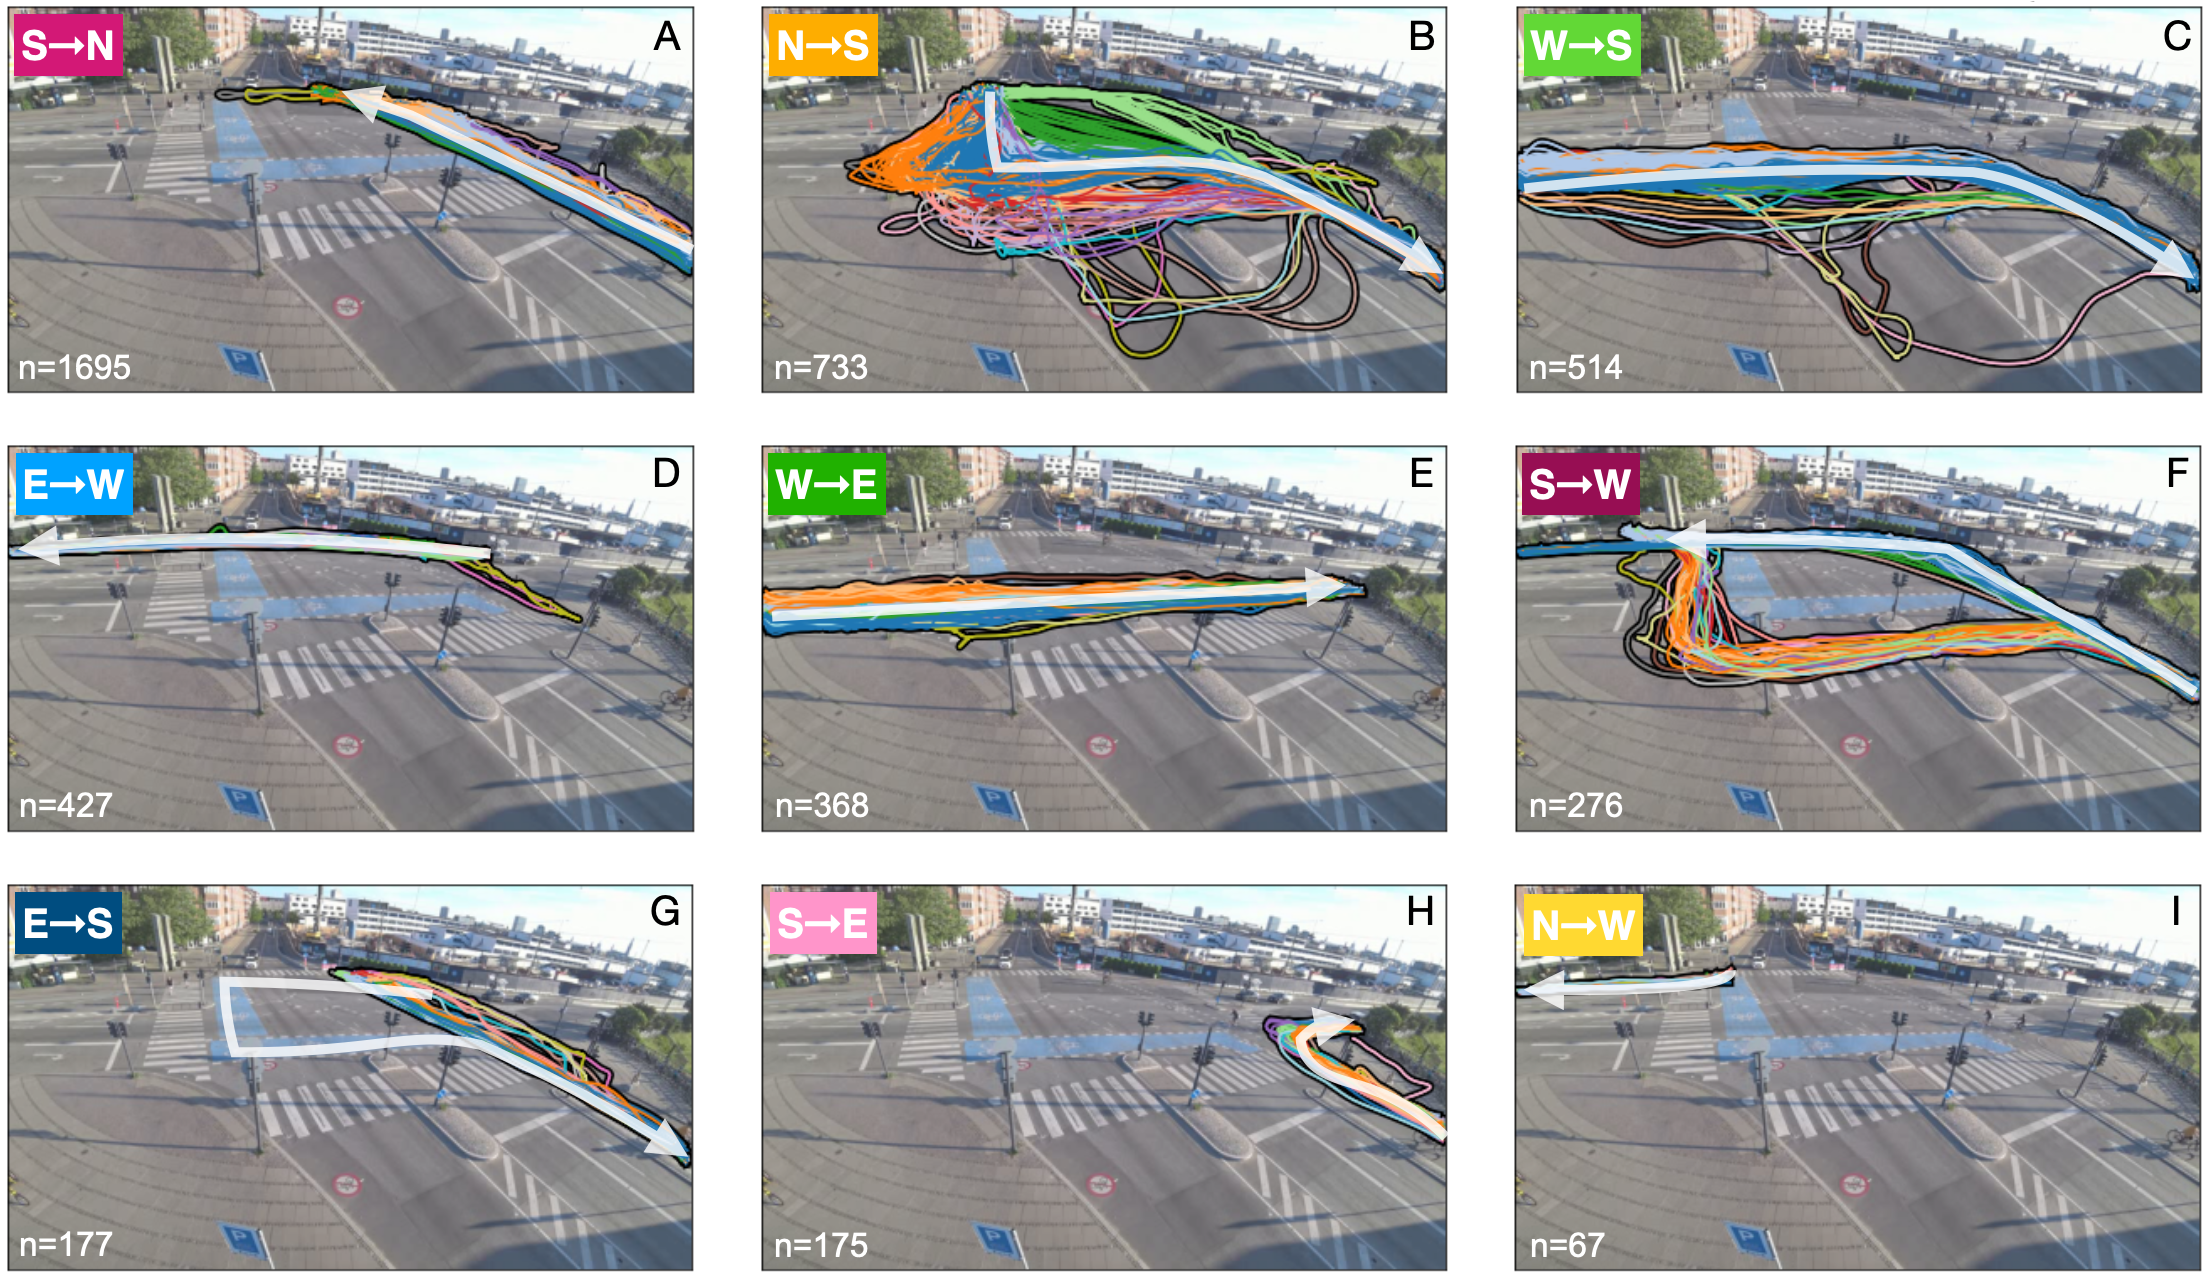 S→N
A
n=1695
N→S
B
n=733
W→S
C
n=514
E→W
D
n=427
W→E
E
n=368
S→W
F
n=276
E→S
G
P
n=177
S→E
H
n=175
N→W
I
n=67